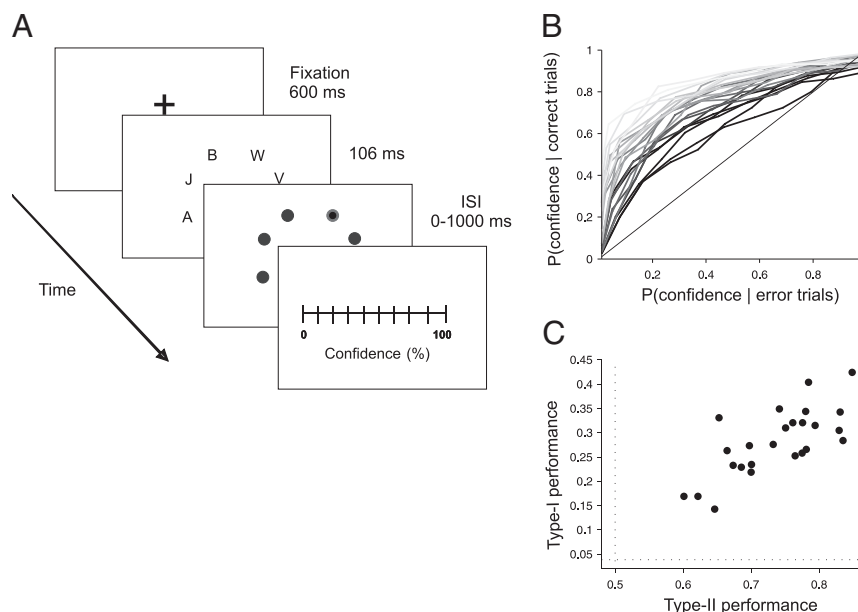 A
Fixation
600 ms
B W
106 ms
J V
A
ISI
0-1000 ms
Time
0 100
Confidence (%)
B
P(confidence | correct trials)
1
0.8
0.6
0.4
0.2
0
0.2 0.4 0.6 0.8
P(confidence | error trials)
C
Type-I performance
0.45
0.4
0.35
0.3
0.25
0.2
0.15
0.1
0.05
0.5 0.6 0.7 0.8
Type-II performance